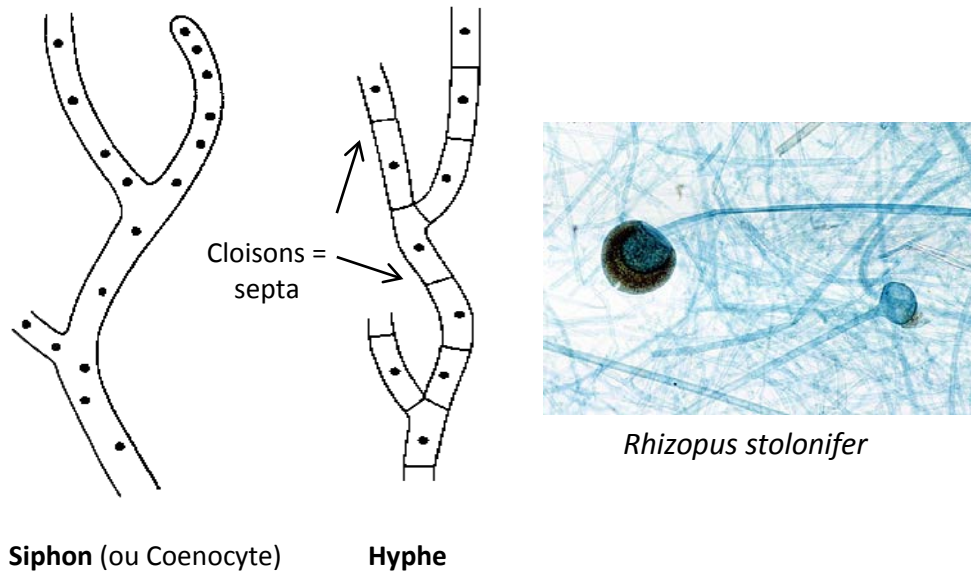 Cloisons =
septa
Rhizopus stolonifer
Siphon (ou Coenocyte)
Hyphe